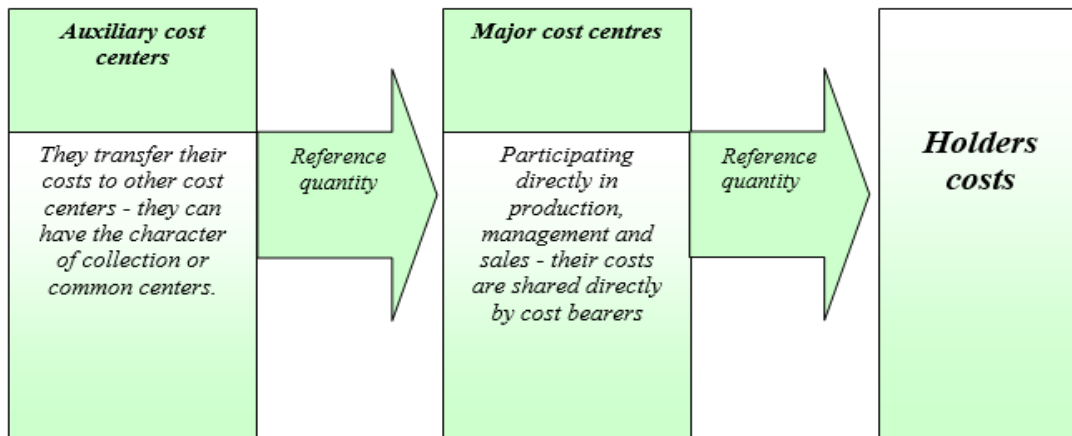 Auxiliary cost
centers
They transfer their
costs to other cost
centers - they can
have the character
of collection or
common centers.
Reference
quantity
Major cost centres
Participating
directly in
production,
management and
sales - their costs
are shared directly
by cost bearers
Reference
quantity
Holders
costs